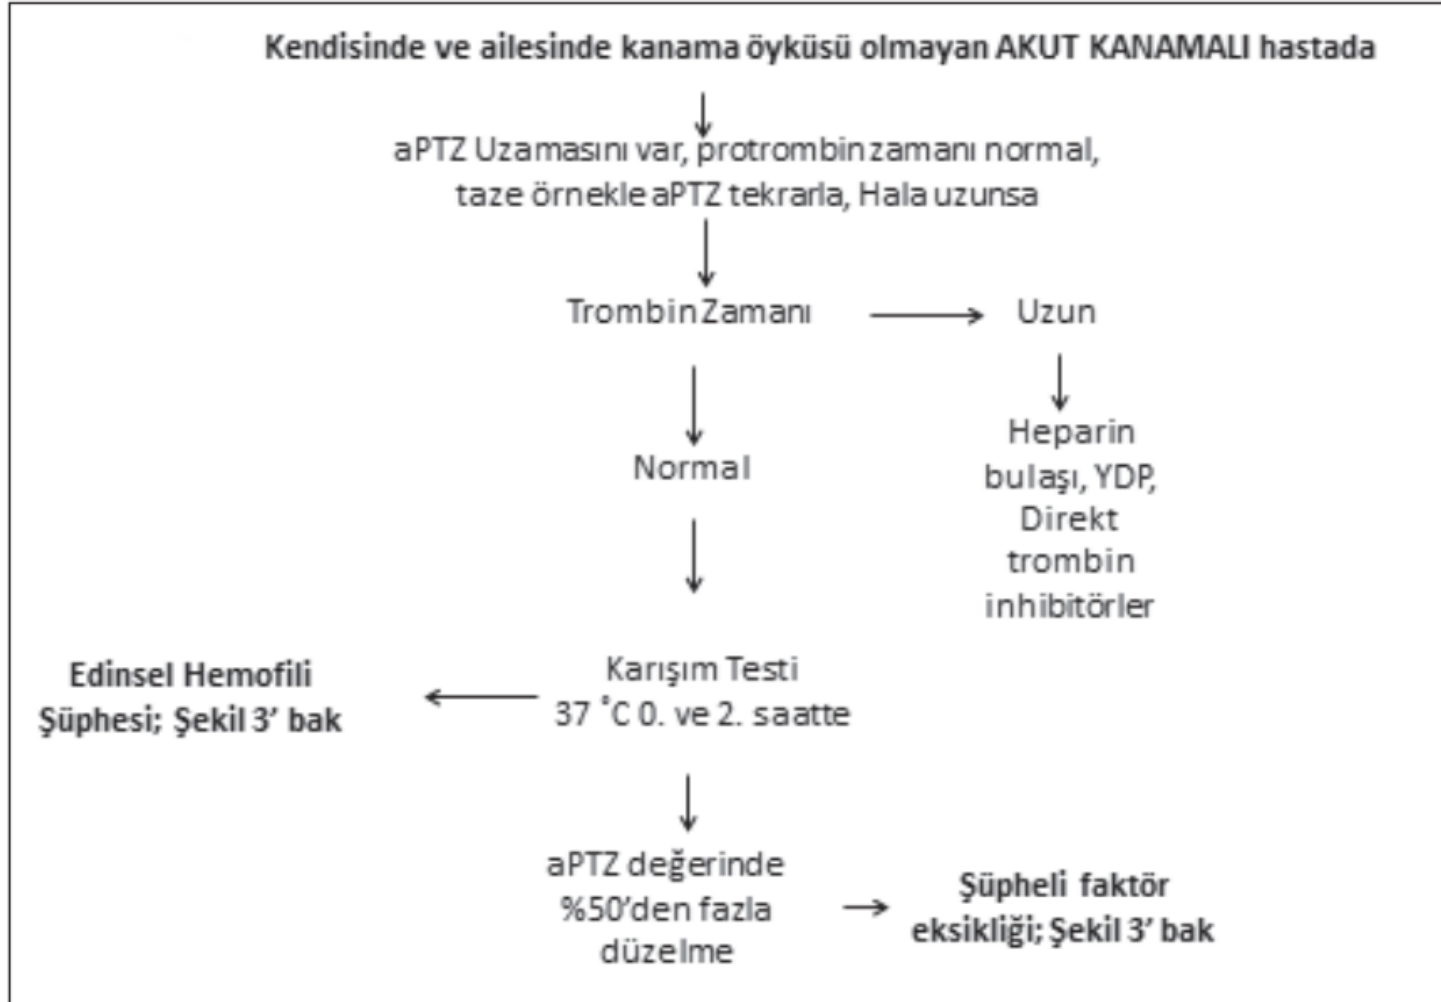 Kendisinde ve ailesinde kanama öyküsü olmayan AKUT KANAMALI hastada
aPTZ Uzamasını var, protrombin zamanı normal,
taze örnekle aPTZ tekrarla, Hala uzunsa
Trombin Zamanı
Uzun
Normal
Heparin
bulaşı, YDP,
Direkt
trombin
inhibitörler
Karışım Testi
37 ˚C 0. ve 2. saatte
Edinsel Hemofili
Şüphesi; Şekil 3’ bak
aPTZ değerinde
%50’den fazla
düzelme
Şüpheli faktör
eksikliği; Şekil 3’ bak